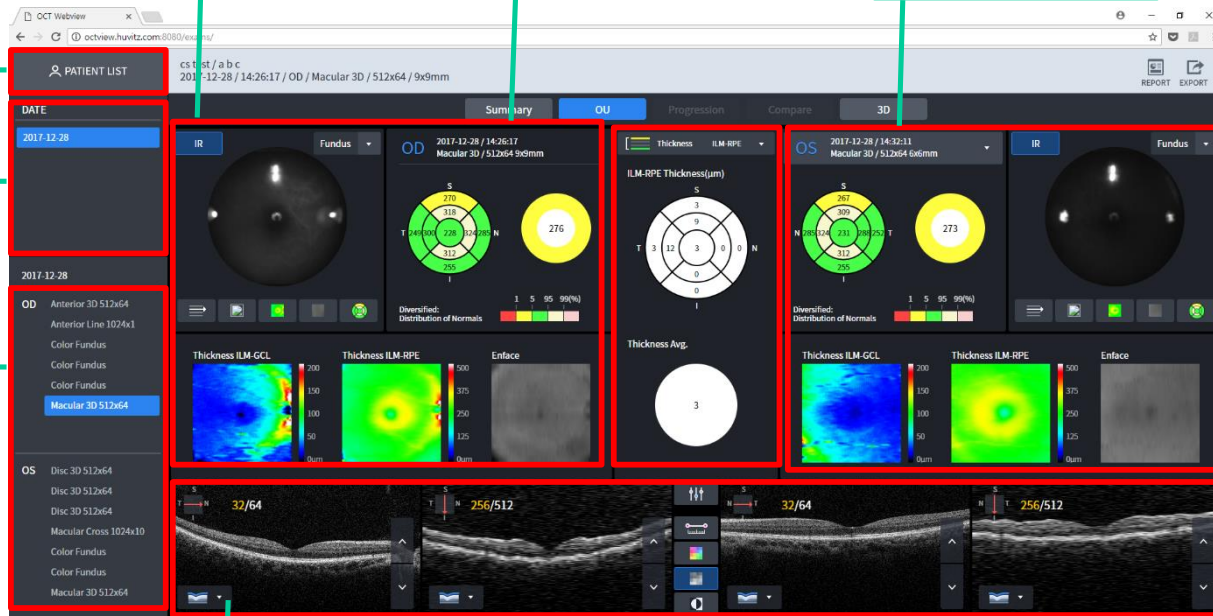 OCT Webview
octview.huvitz.com:8080/exams/
PATIENT LIST
cs test / a b c
2017-12-28 / 14:26:17 / OD / Macular 3D / 512x64 / 9x9mm
REPORT EXPORT
DATE
2017-12-28
Summary OU Progression Compare 3D
IR Fundus
OD 2017-12-28 / 14:26:17
Macular 3D / 512x64 9x9mm
S
270
318
T 249 300 228 324 285 N
312
255
I
276
Diversified:
Distribution of Normals
1 5 95 99(%)
Thickness ILM-RPE
ILM-RPE Thickness(μm)
S
3
9
T 3 12 3 0 0 N
0
0
I
Thickness Avg.
3
OS 2017-12-28 / 14:32:11
Macular 3D / 512x64 6x6mm
S
267
309
N 285 324 231 288 252 T
312
255
I
273
Diversified:
Distribution of Normals
1 5 95 99(%)
IR Fundus
2017-12-28
OD Anterior 3D 512x64
Anterior Line 1024x1
Color Fundus
Color Fundus
Color Fundus
Macular 3D 512x64
OS Disc 3D 512x64
Disc 3D 512x64
Disc 3D 512x64
Macular Cross 1024x10
Color Fundus
Color Fundus
Macular 3D 512x64
Thickness ILM-GCL
200
150
100
50
0um
Thickness ILM-RPE
500
375
250
125
0um
Enface
Thickness ILM-GCL
200
150
100
50
0um
Thickness ILM-RPE
500
375
250
125
0um
Enface
S
T N
I
32/64
S
T N
I
256/512
S
N T
I
32/64
S
N T
I
256/512